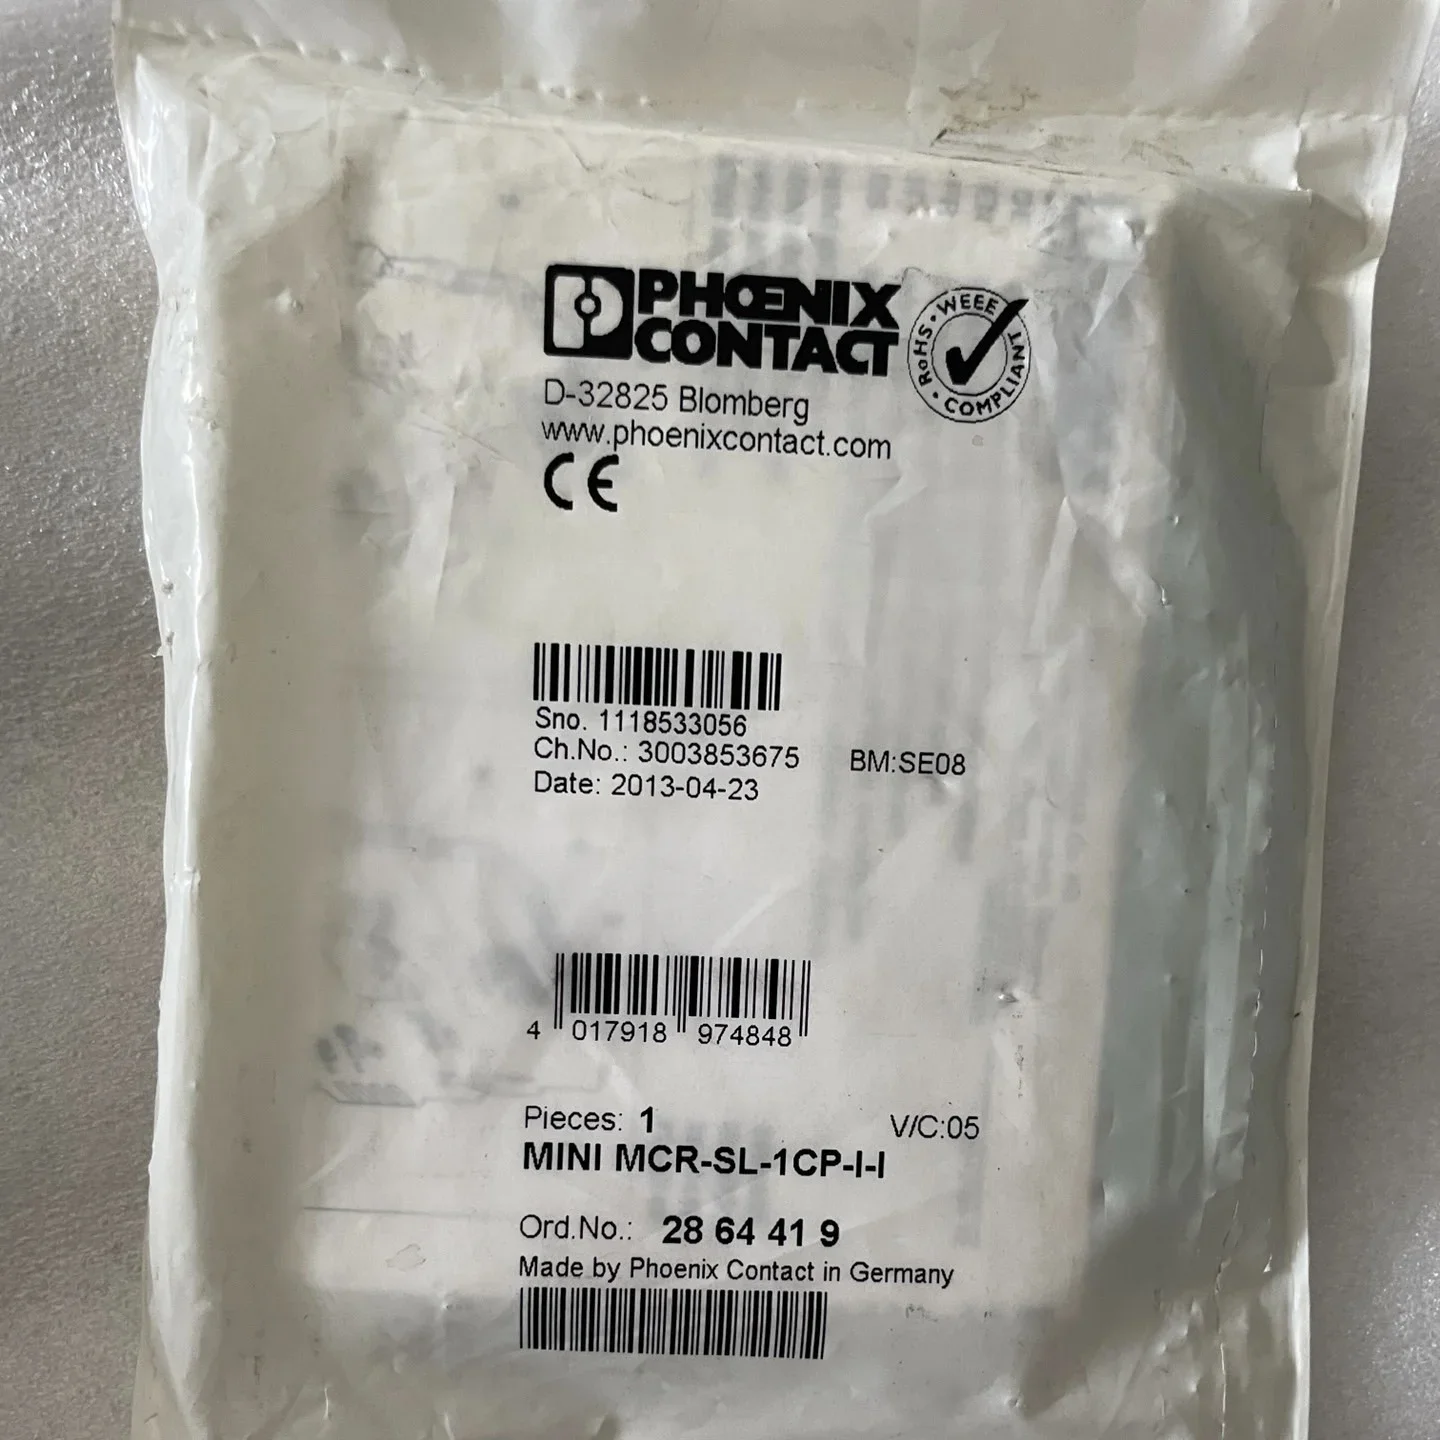 PHŒNIX
CONTACT
WEEE • RoHS • COMPLIANT
D-32825 Blomberg
www.phoenixcontact.com
CE
Sno. 1118533056
Ch.No.: 3003853675 BM:SE08
Date: 2013-04-23
4 017918 974848
Pieces: 1 V/C:05
MINI MCR-SL-1CP-I-I
Ord.No.: 28 64 41 9
Made by Phoenix Contact in Germany